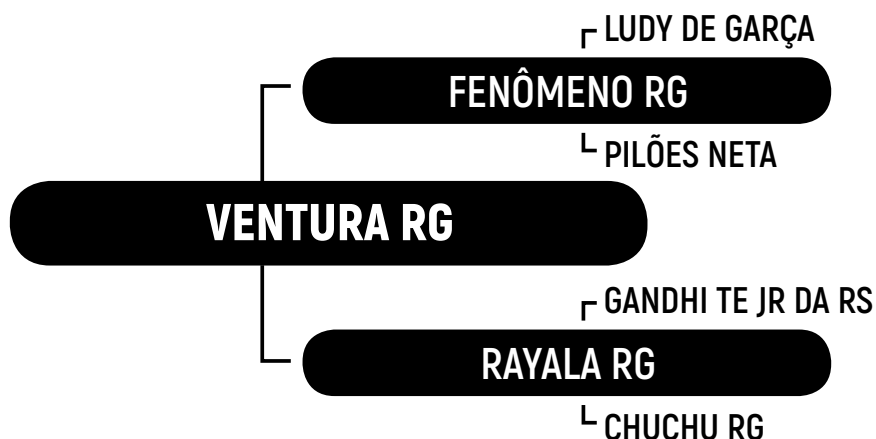 LUDY DE GARÇA
FENÔMENO RG
PILÕES NETA
VENTURA RG
GANDHI TE JR DA RS
RAYALA RG
CHUCHU RG